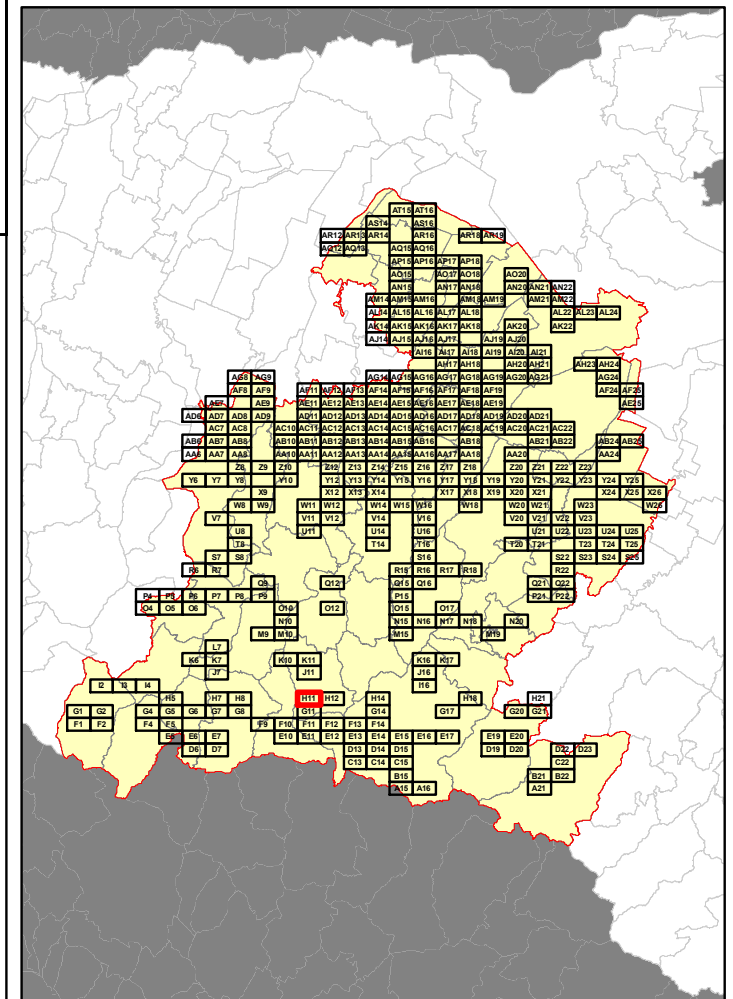 AT15 AT16
AS14 AS16
AR12 AR13 AR14 AR16 AR18 AR19
AQ12 AQ13 AQ15 AQ16
AP15 AP16 AP17 AP18
AO15 AO17 AO18 AO20
AN15 AN17 AN18 AN20 AN21 AN22
AM14 AM15 AM16 AM18 AM19 AM21 AM22
AL14 AL15 AL16 AL17 AL18 AL22 AL23 AL24
AK14 AK15 AK16 AK17 AK18 AK20 AK22
AJ14 AJ15 AJ16 AJ17 AJ19 AJ20
AI16 AI17 AI18 AI19 AI20 AI21
AH17 AH18 AH20 AH21 AH23 AH24
AG8 AG9 AG14 AG15 AG16 AG17 AG18 AG19 AG20 AG21 AG24
AF8 AF9 AF11 AF12 AF13 AF14 AF15 AF16 AF17 AF18 AF19 AF24 AF25
AE7 AE9 AE11 AE12 AE13 AE14 AE15 AE16 AE17 AE18 AE19 AE25
AD6 AD7 AD8 AD9 AD11 AD12 AD13 AD14 AD15 AD16 AD17 AD18 AD19 AD20 AD21
AC7 AC8 AC10 AC11 AC12 AC13 AC14 AC15 AC16 AC17 AC18 AC19 AC20 AC21 AC22
AB6 AB7 AB8 AB10 AB11 AB12 AB13 AB14 AB15 AB16 AB18 AB21 AB22 AB24 AB25
AA6 AA7 AA8 AA10 AA11 AA12 AA13 AA14 AA15 AA16 AA17 AA18 AA20 AA24
Z8 Z9 Z10 Z12 Z13 Z14 Z15 Z16 Z17 Z18 Z20 Z21 Z22 Z23
Y6 Y7 Y8 Y10 Y12 Y13 Y14 Y15 Y16 Y17 Y18 Y19 Y20 Y21 Y22 Y23 Y24 Y25
X9 X12 X13 X14 X17 X18 X19 X20 X21 X24 X25 X26
W8 W9 W11 W12 W14 W15 W16 W18 W20 W21 W23 W26
V7 V11 V12 V14 V16 V20 V21 V22 V23
U8 U11 U14 U16 U21 U22 U23 U24 U25
T8 T14 T16 T20 T21 T23 T24 T25
S7 S8 S16 S22 S23 S24 S25
R6 R7 R15 R16 R17 R18 R22
Q9 Q12 Q15 Q16 Q21 Q22
P4 P5 P6 P7 P8 P9 P15 P21 P22
O4 O5 O6 O10 O12 O15 O17
N10 N15 N16 N17 N18 N20
M9 M10 M15 M19
L7
K6 K7 K10 K11 K16 K17
J7 J11 J16
I2 I3 I4 I16
H5 H7 H8 H11 H12 H14 H18 H21
G1 G2 G4 G5 G6 G7 G8 G11 G14 G17 G20 G21
F1 F2 F4 F5 F9 F10 F11 F12 F13 F14
E5 E6 E7 E10 E11 E12 E13 E14 E15 E16 E17 E19 E20
D6 D7 D13 D14 D15 D19 D20 D22 D23
C13 C14 C15 C22
B15 B21 B22
A15 A16 A21